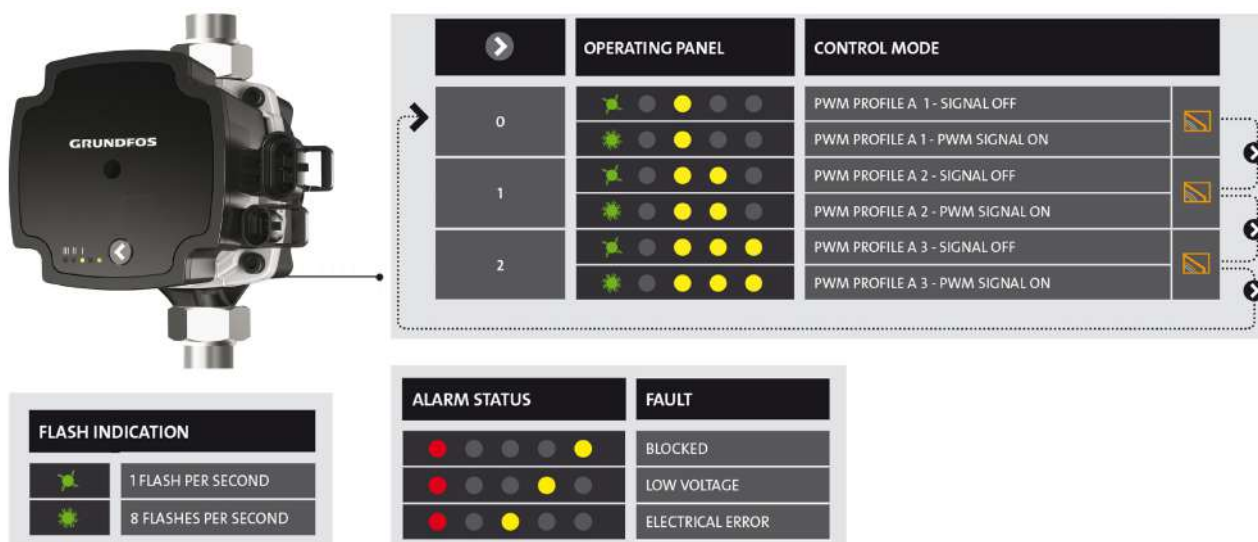 GRUNDFOS
III II I
OPERATING PANEL
CONTROL MODE
0
PWM PROFILE A 1 - SIGNAL OFF
PWM PROFILE A 1 - PWM SIGNAL ON
1
PWM PROFILE A 2 - SIGNAL OFF
PWM PROFILE A 2 - PWM SIGNAL ON
2
PWM PROFILE A 3 - SIGNAL OFF
PWM PROFILE A 3 - PWM SIGNAL ON
FLASH INDICATION
1 FLASH PER SECOND
8 FLASHES PER SECOND
ALARM STATUS
FAULT
BLOCKED
LOW VOLTAGE
ELECTRICAL ERROR